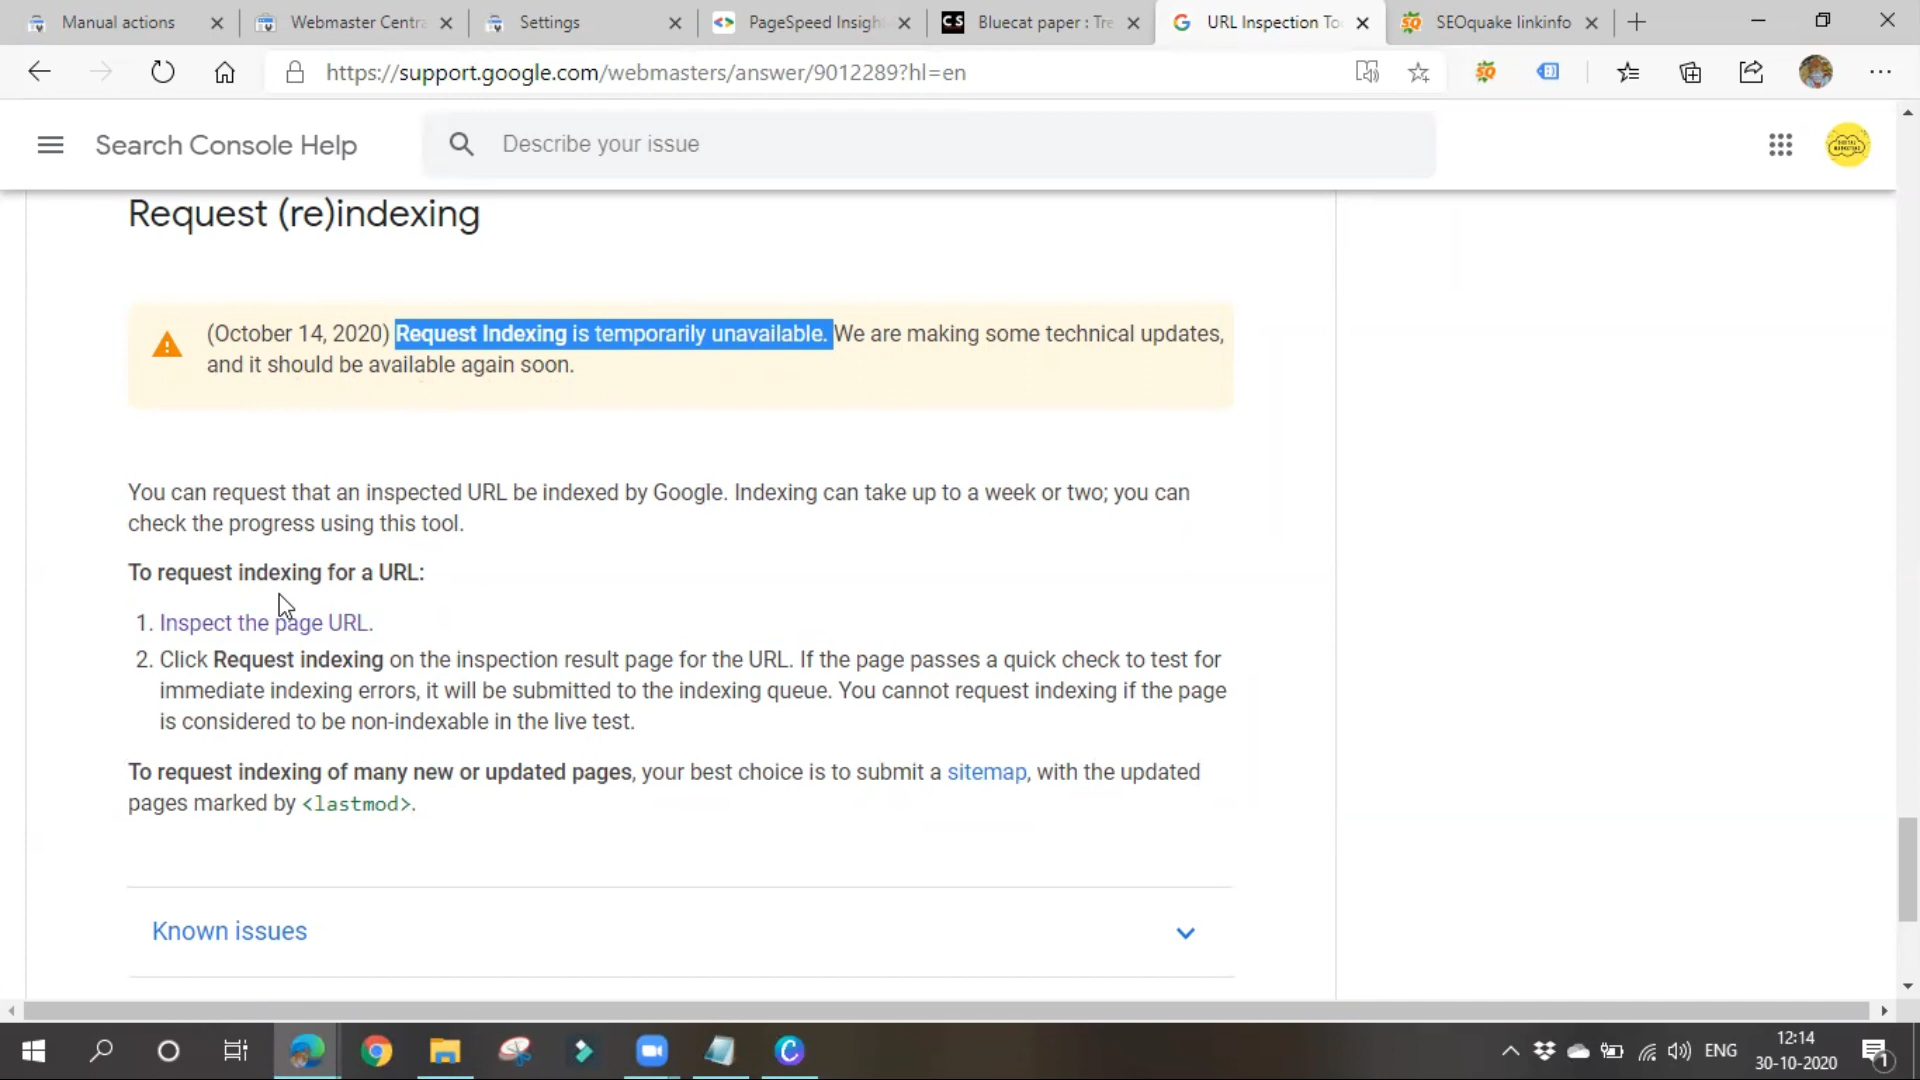 Manual actions
Webmaster Centra
Settings
PageSpeed Insigh
CS
Bluecat paper : Tre
URL Inspection To
SEOquake linkinfo
https://support.google.com/webmasters/answer/9012289?hl=en
Search Console Help
Describe your issue
Request (re)indexing
(October 14, 2020) Request Indexing is temporarily unavailable. We are making some technical updates,
and it should be available again soon.
You can request that an inspected URL be indexed by Google. Indexing can take up to a week or two; you can
check the progress using this tool.
To request indexing for a URL:
1. Inspect the page URL.
2. Click Request indexing on the inspection result page for the URL. If the page passes a quick check to test for
immediate indexing errors, it will be submitted to the indexing queue. You cannot request indexing if the page
is considered to be non-indexable in the live test.
To request indexing of many new or updated pages, your best choice is to submit a sitemap, with the updated
pages marked by <lastmod>.
Known issues
ENG
12:14
30-10-2020
1